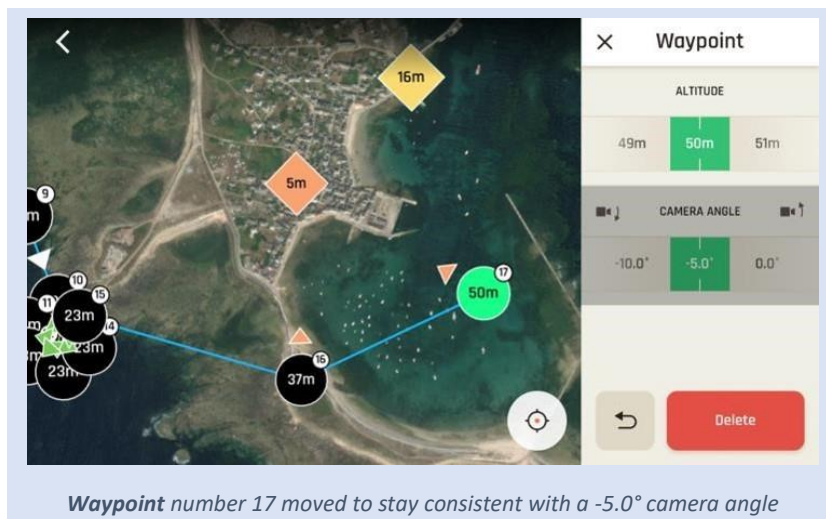 Waypoint
ALTITUDE
49m 50m 51m
CAMERA ANGLE
-10.0° -5.0° 0.0°
Delete
16m
5m
9
m
10
11
15
23m
14
23m
23m
16
37m
17
50m
Waypoint number 17 moved to stay consistent with a -5.0° camera angle